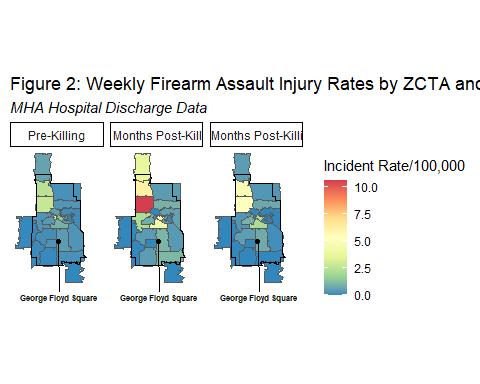 Figure 2: Weekly Firearm Assault Injury Rates by ZCTA and
MHA Hospital Discharge Data
Pre-Killing
Months Post-Kill
Months Post-Killi
Incident Rate/100,000
10.0
7.5
5.0
2.5
0.0
George Floyd Square
George Floyd Square
George Floyd Square